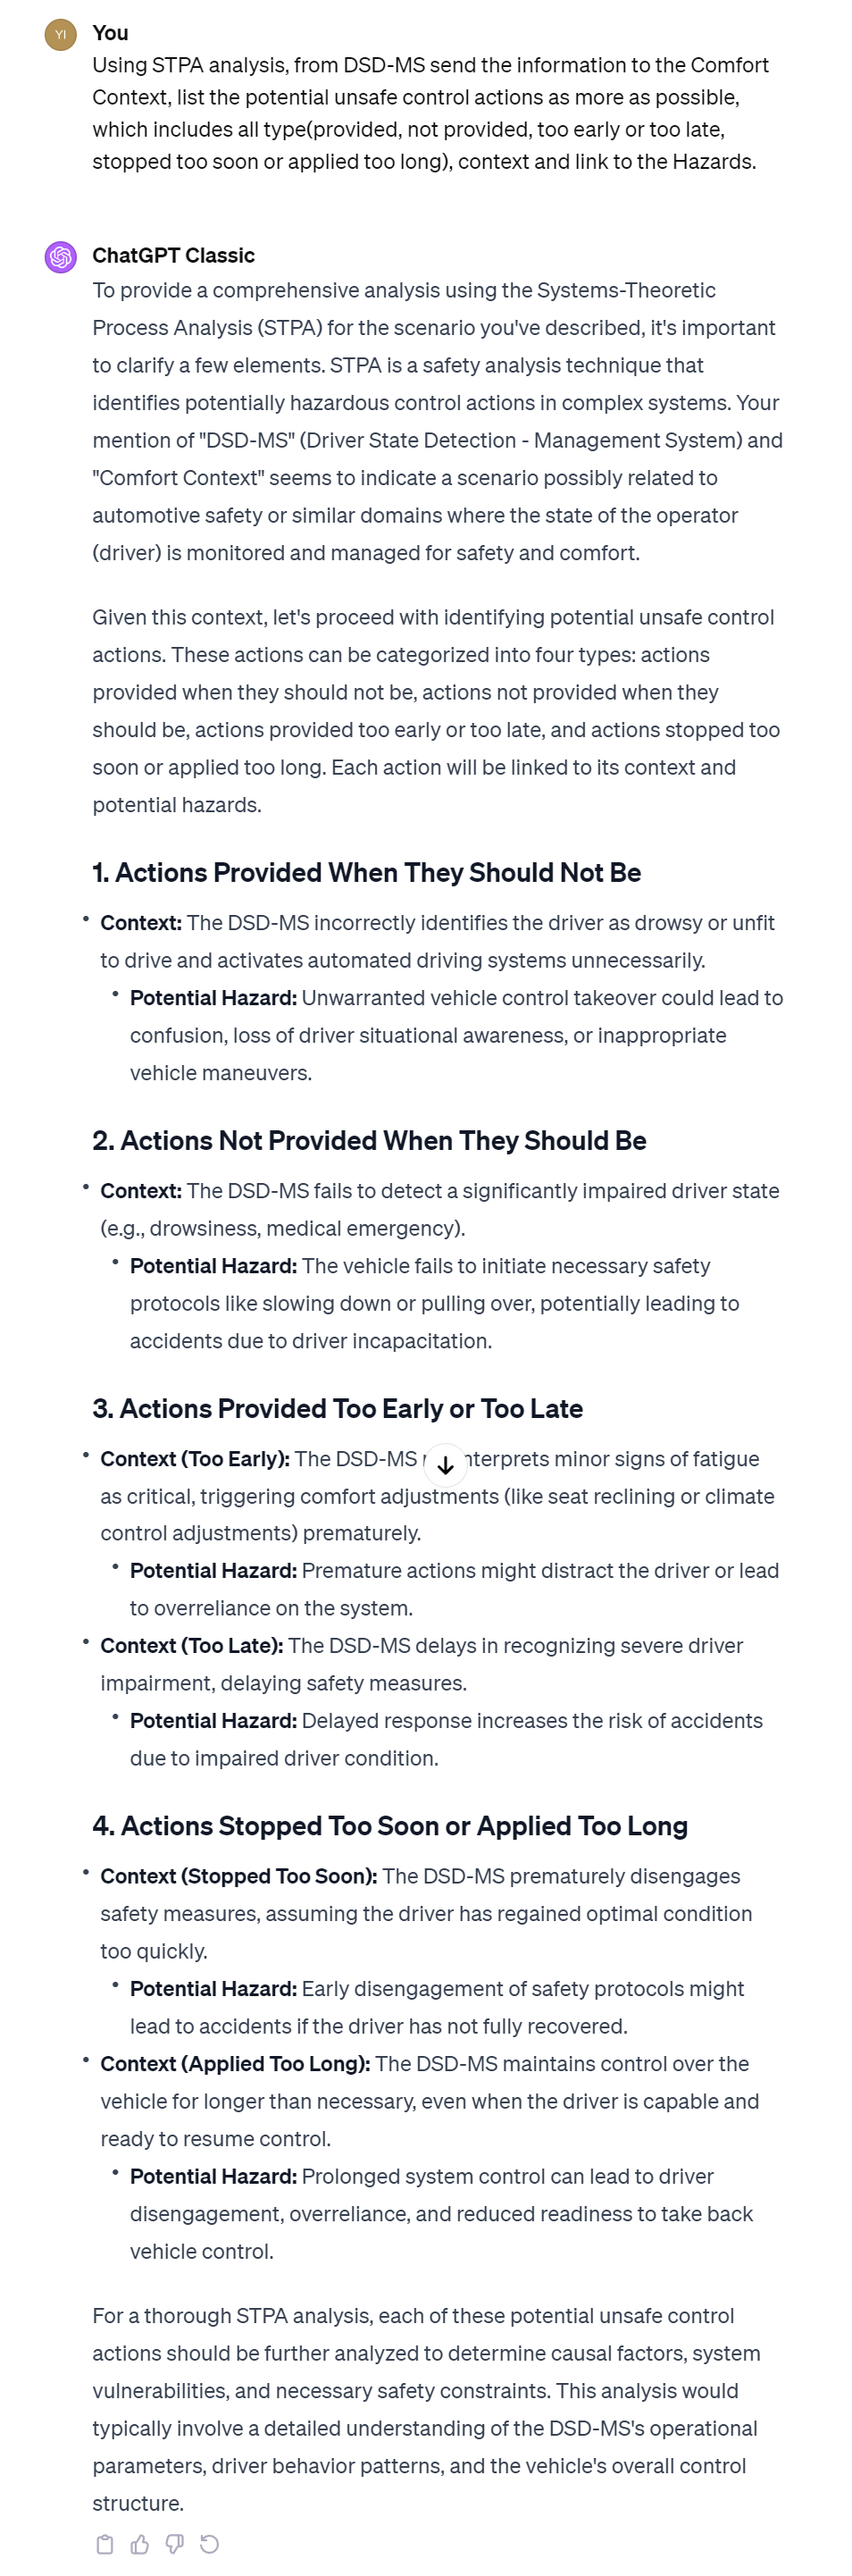 YI
You
Using STPA analysis, from DSD-MS send the information to the Comfort
Context, list the potential unsafe control actions as more as possible,
which includes all type(provided, not provided, too early or too late,
stopped too soon or applied too long), context and link to the Hazards.
ChatGPT Classic
To provide a comprehensive analysis using the Systems-Theoretic
Process Analysis (STPA) for the scenario you've described, it's important
to clarify a few elements. STPA is a safety analysis technique that
identifies potentially hazardous control actions in complex systems. Your
mention of "DSD-MS" (Driver State Detection - Management System) and
"Comfort Context" seems to indicate a scenario possibly related to
automotive safety or similar domains where the state of the operator
(driver) is monitored and managed for safety and comfort.
Given this context, let's proceed with identifying potential unsafe control
actions. These actions can be categorized into four types: actions
provided when they should not be, actions not provided when they
should be, actions provided too early or too late, and actions stopped too
soon or applied too long. Each action will be linked to its context and
potential hazards.
1. Actions Provided When They Should Not Be
• Context: The DSD-MS incorrectly identifies the driver as drowsy or unfit
to drive and activates automated driving systems unnecessarily.
• Potential Hazard: Unwarranted vehicle control takeover could lead to
confusion, loss of driver situational awareness, or inappropriate
vehicle maneuvers.
2. Actions Not Provided When They Should Be
• Context: The DSD-MS fails to detect a significantly impaired driver state
(e.g., drowsiness, medical emergency).
• Potential Hazard: The vehicle fails to initiate necessary safety
protocols like slowing down or pulling over, potentially leading to
accidents due to driver incapacitation.
3. Actions Provided Too Early or Too Late
• Context (Too Early): The DSD-MS minor signs of fatigue
as critical, triggering comfort adjustments (like seat reclining or climate
control adjustments) prematurely.
• Potential Hazard: Premature actions might distract the driver or lead
to overreliance on the system.
• Context (Too Late): The DSD-MS delays in recognizing severe driver
impairment, delaying safety measures.
• Potential Hazard: Delayed response increases the risk of accidents
due to impaired driver condition.
4. Actions Stopped Too Soon or Applied Too Long
• Context (Stopped Too Soon): The DSD-MS prematurely disengages
safety measures, assuming the driver has regained optimal condition
too quickly.
• Potential Hazard: Early disengagement of safety protocols might
lead to accidents if the driver has not fully recovered.
• Context (Applied Too Long): The DSD-MS maintains control over the
vehicle for longer than necessary, even when the driver is capable and
ready to resume control.
• Potential Hazard: Prolonged system control can lead to driver
disengagement, overreliance, and reduced readiness to take back
vehicle control.
For a thorough STPA analysis, each of these potential unsafe control
actions should be further analyzed to determine causal factors, system
vulnerabilities, and necessary safety constraints. This analysis would
typically involve a detailed understanding of the DSD-MS's operational
parameters, driver behavior patterns, and the vehicle's overall control
structure.